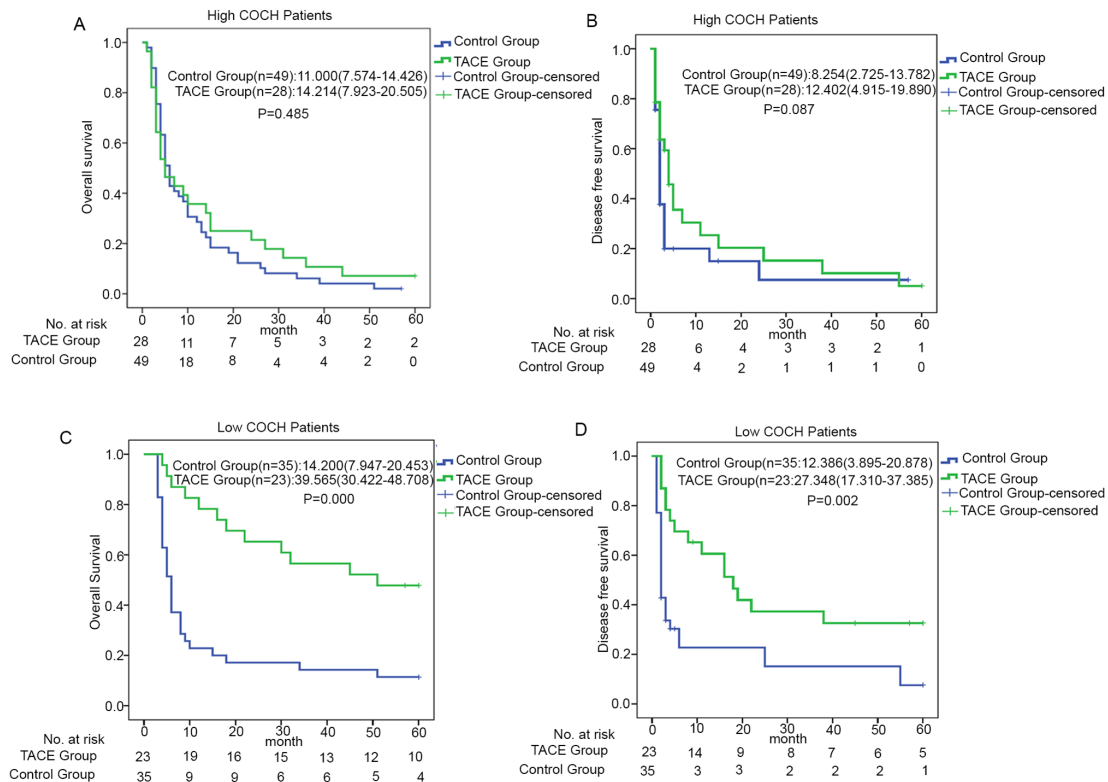 A
High COCH Patients
Control Group
TACE Group
Control Group-censored
TACE Group-censored
Control Group(n=49):11.000(7.574-14.426)
TACE Group(n=28):14.214(7.923-20.505)
P=0.485
Overall survival
1.0
0.8
0.6
0.4
0.2
0.0
0 10 20 30 40 50 60
month
No. at risk
TACE Group 28 11 7 5 3 2 2
Control Group 49 18 8 4 4 2 0
B
High COCH Patients
Control Group
TACE Group
Control Group-censored
TACE Group-censored
Control Group(n=49):8.254(2.725-13.782)
TACE Group(n=28):12.402(4.915-19.890)
P=0.087
Disease free survival
1.0
0.8
0.6
0.4
0.2
0.0
0 10 20 30 40 50 60
month
No. at risk
TACE Group 28 6 4 3 3 2 1
Control Group 49 4 2 1 1 1 0
C
Low COCH Patients
Control Group
TACE Group
Control Group-censored
TACE Group-censored
Control Group(n=35):14.200(7.947-20.453)
TACE Group(n=23):39.565(30.422-48.708)
P=0.000
Overall Survival
1.0
0.8
0.6
0.4
0.2
0.0
0 10 20 30 40 50 60
month
No. at risk
TACE Group 23 19 16 15 13 12 10
Control Group 35 9 9 6 6 5 4
D
Low COCH Patients
Control Group
TACE Group
Control Group-censored
TACE Group-censored
Control Group(n=35:12.386(3.895-20.878)
TACE Group(n=23:27.348(17.310-37.385)
P=0.002
Disease free survival
1.0
0.8
0.6
0.4
0.2
0.0
0 10 20 30 40 50 60
month
No. at risk
TACE Group 23 14 9 8 7 6 5
Control Group 35 3 3 2 2 2 1